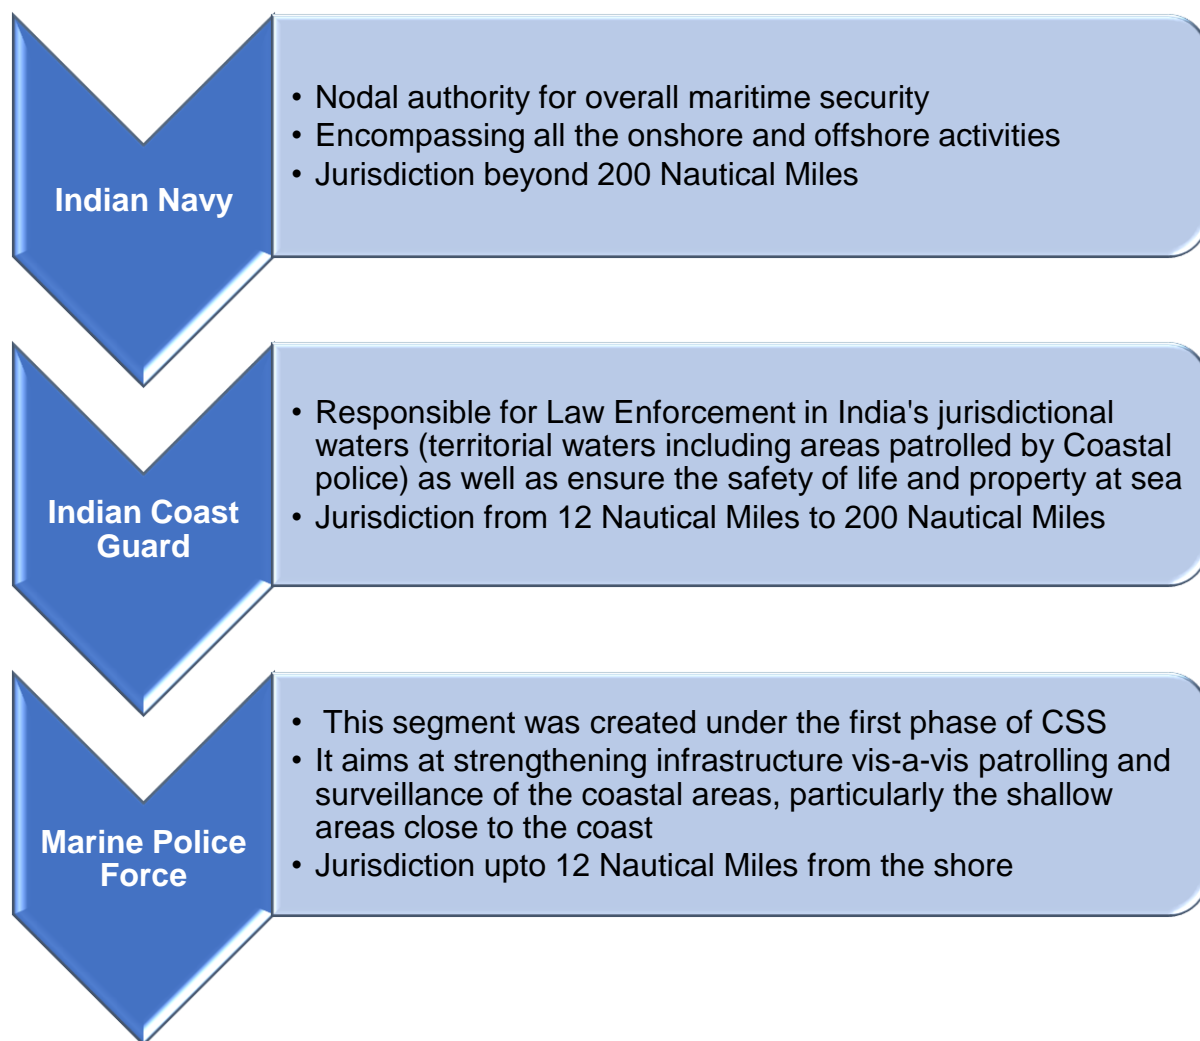 Indian Navy
• Nodal authority for overall maritime security
• Encompassing all the onshore and offshore activities
• Jurisdiction beyond 200 Nautical Miles
Indian Coast
Guard
• Responsible for Law Enforcement in India's jurisdictional
waters (territorial waters including areas patrolled by Coastal
police) as well as ensure the safety of life and property at sea
• Jurisdiction from 12 Nautical Miles to 200 Nautical Miles
Marine Police
Force
• This segment was created under the first phase of CSS
• It aims at strengthening infrastructure vis-a-vis patrolling and
surveillance of the coastal areas, particularly the shallow
areas close to the coast
• Jurisdiction upto 12 Nautical Miles from the shore